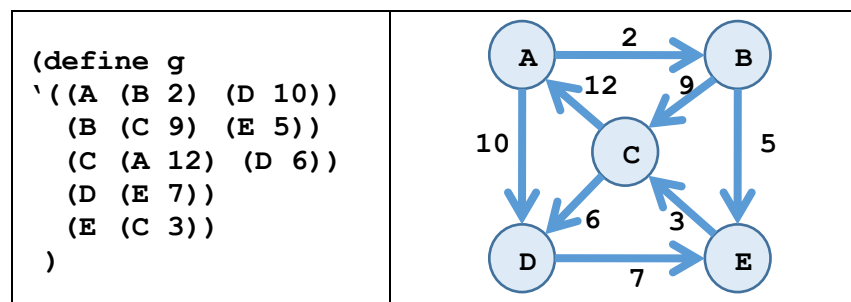 (define g
‘((A (B 2) (D 10))
(B (C 9) (E 5))
(C (A 12) (D 6))
(D (E 7))
(E (C 3))
)
2
A
B
12
9
10
C
5
6
3
D
E
7